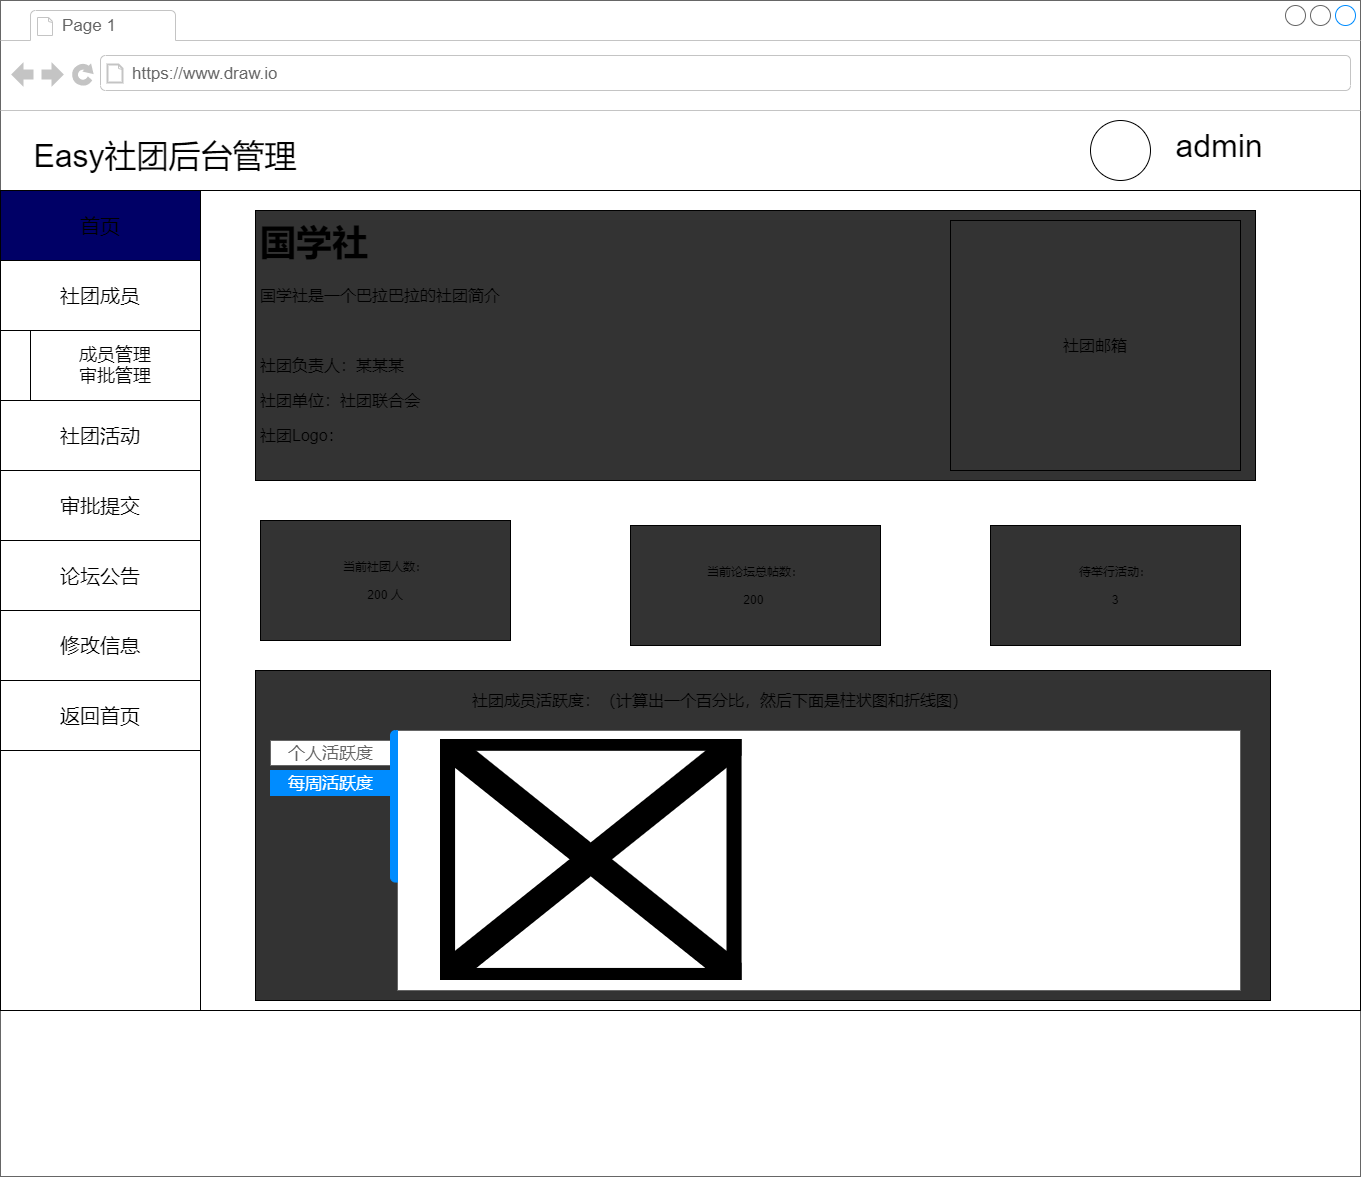 Page 1
https://www.draw.io
Easy社团后台管理
admin
首页
社团成员
成员管理
审批管理
社团活动
审批提交
论坛公告
修改信息
返回首页
国学社
国学社是一个巴拉巴拉的社团简介
社团负责人：某某某
社团单位：社团联合会
社团Logo：
社团邮箱
当前社团人数：
200 人
当前论坛总帖数：
200
待举行活动：
3
社团成员活跃度：（计算出一个百分比，然后下面是柱状图和折线图）
个人活跃度
每周活跃度